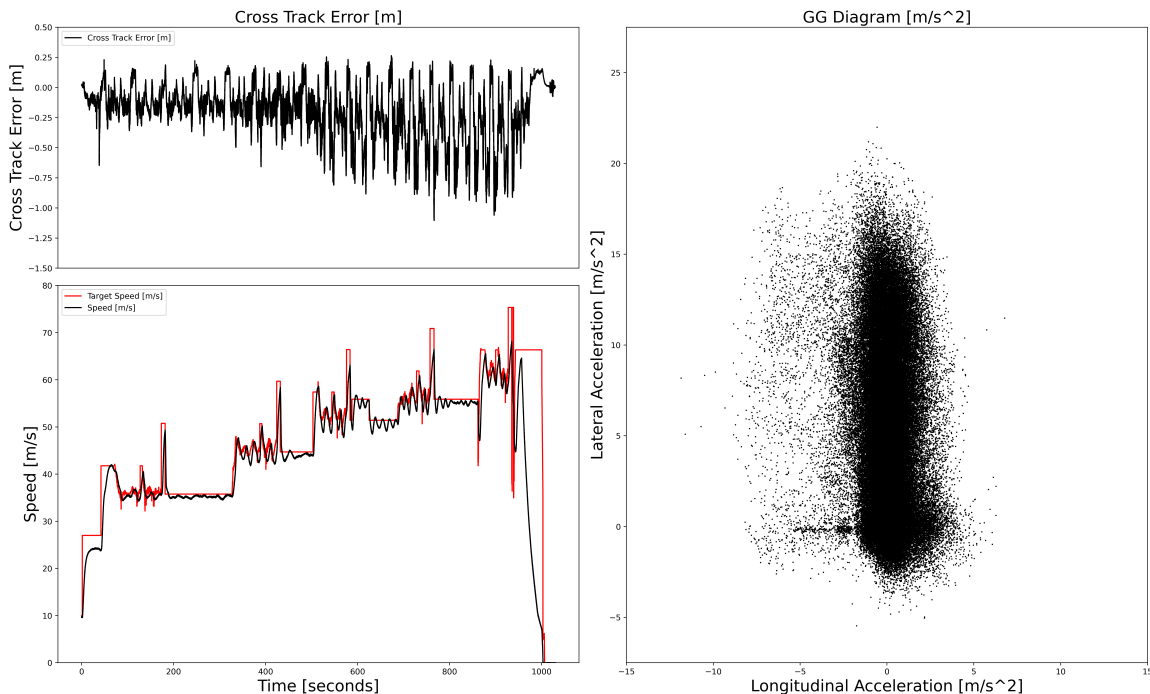 Cross Track Error [m]
Cross Track Error [m]
Cross Track Error [m]
0.50
0.25
0.00
−0.25
−0.50
−0.75
−1.00
−1.25
−1.50
Target Speed [m/s]
Speed [m/s]
Speed [m/s]
80
70
60
50
40
30
20
10
0
0 200 400 600 800 1000
Time [seconds]
GG Diagram [m/s^2]
Lateral Acceleration [m/s^2]
25
20
15
10
5
0
−5
−15 −10 −5 0 5 10 15
Longitudinal Acceleration [m/s^2]